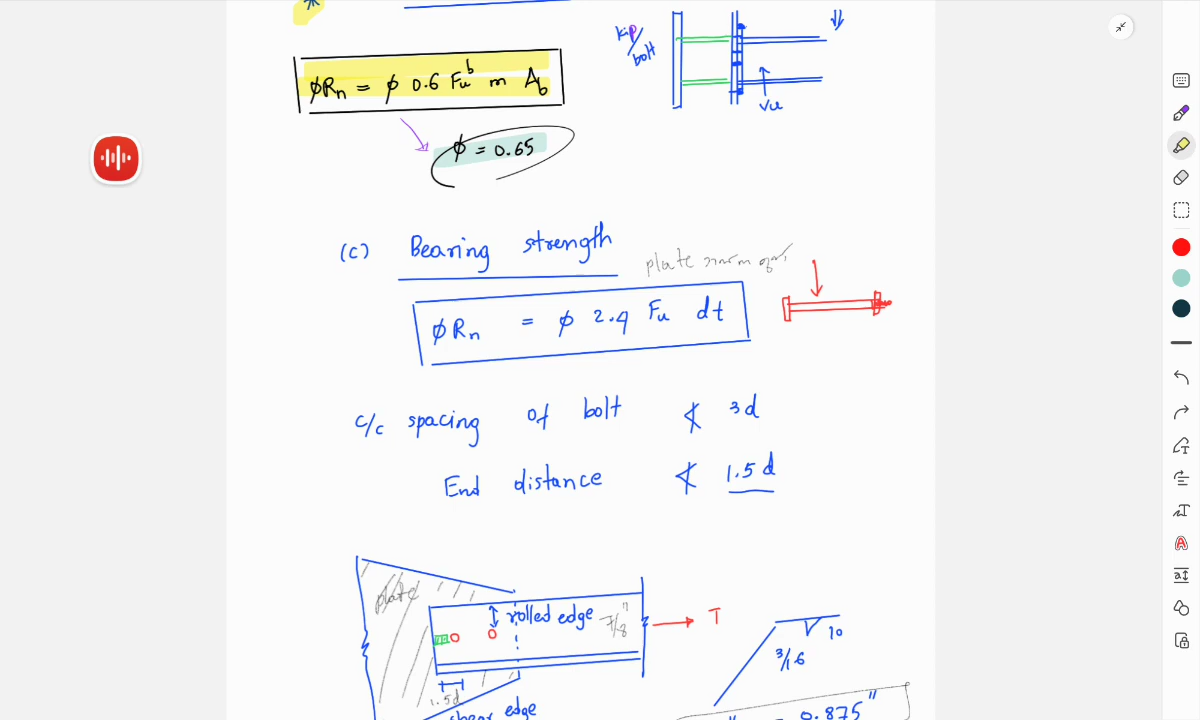 *
kip/
bolt
ϕRn = ϕ 0.6 Fu^b m Ab
Vu
ϕ = 0.65
(c) Bearing strength
plate
ϕRn = ϕ 2.4 Fu dt
c/c spacing of bolt ≮ 3d
End distance ≮ 1.5d
plate
rolled edge
7/8"
T
10
3/16
1.5d
shear edge
0.875"